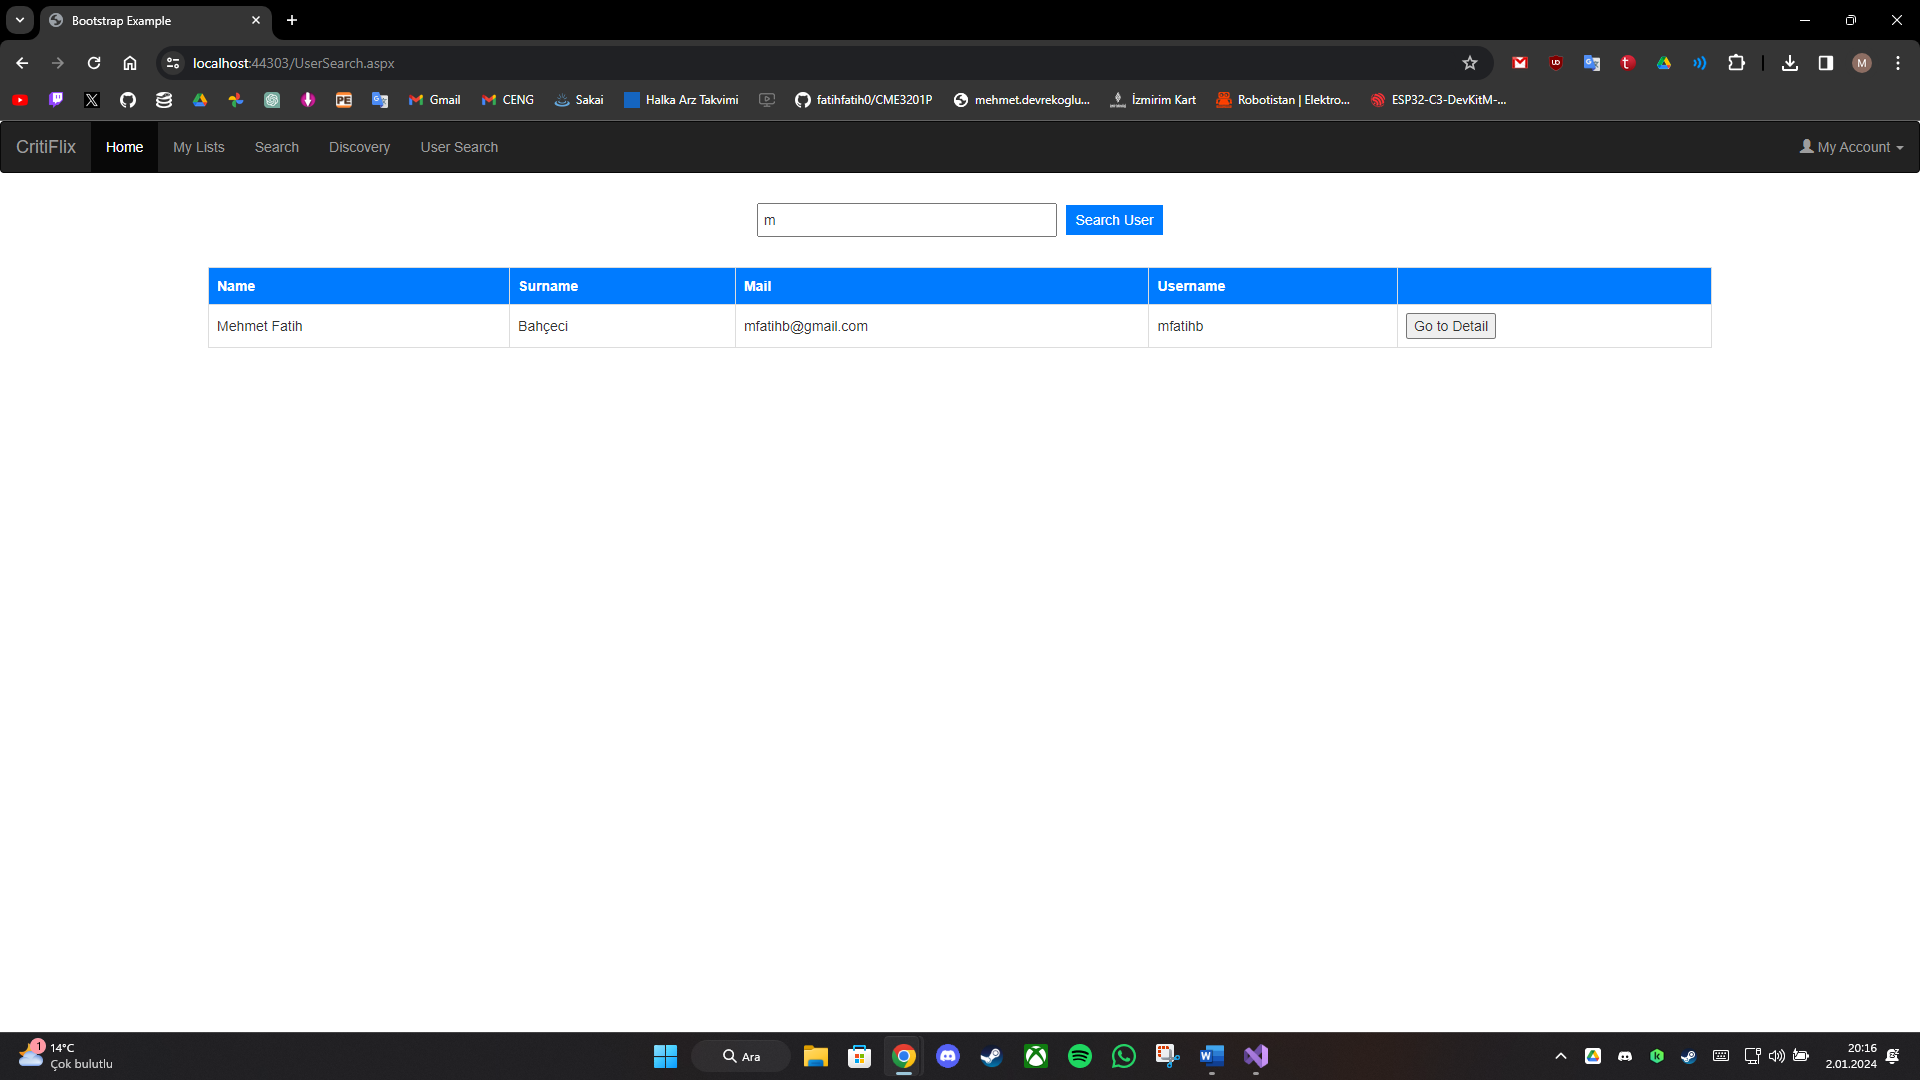 Bootstrap Example
localhost:44303/UserSearch.aspx
Gmail CENG Sakai Halka Arz Takvimi fatihfatih0/CME3201P mehmet.devrekoglu... İzmirim Kart Robotistan | Elektro... ESP32-C3-DevKitM-...
CritiFlix Home My Lists Search Discovery User Search My Account
m Search User
Name Surname Mail Username
Mehmet Fatih Bahçeci mfatihb@gmail.com mfatihb Go to Detail
1 14°C
Çok bulutlu
Ara
20:16
2.01.2024